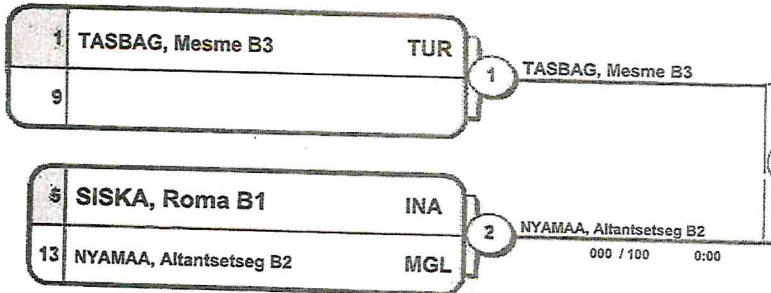 1 TASBAG, Mesme B3 TUR
1 TASBAG, Mesme B3
9
5 SISKA, Roma B1 INA
2 NYAMAA, Altantsetseg B2
000 / 100 0:00
13 NYAMAA, Altantsetseg B2 MGL